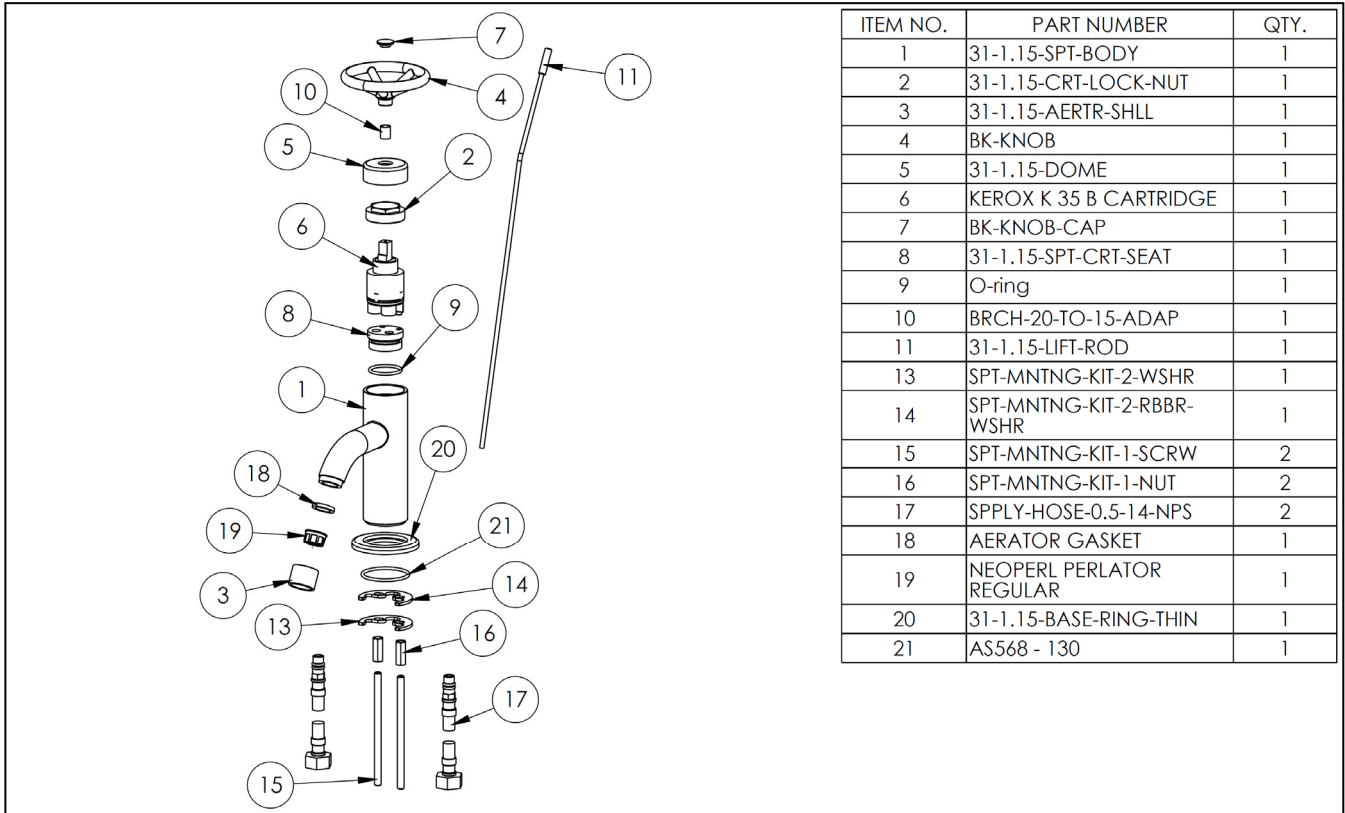 7
11
4
10
5
2
6
9
8
1
20
18
19
21
3
14
13
16
17
15
ITEM NO. PART NUMBER QTY.
1 31-1.15-SPT-BODY 1
2 31-1.15-CRT-LOCK-NUT 1
3 31-1.15-AERTR-SHLL 1
4 BK-KNOB 1
5 31-1.15-DOME 1
6 KEROX K 35 B CARTRIDGE 1
7 BK-KNOB-CAP 1
8 31-1.15-SPT-CRT-SEAT 1
9 O-ring 1
10 BRCH-20-TO-15-ADAP 1
11 31-1.15-LIFT-ROD 1
13 SPT-MNTNG-KIT-2-WSHR 1
14 SPT-MNTNG-KIT-2-RBBR- 1
WSHR
15 SPT-MNTNG-KIT-1-SCRW 2
16 SPT-MNTNG-KIT-1-NUT 2
17 SPPLY-HOSE-0.5-14-NPS 2
18 AERATOR GASKET 1
19 NEOPERL PERLATOR 1
REGULAR
20 31-1.15-BASE-RING-THIN 1
21 AS568 - 130 1